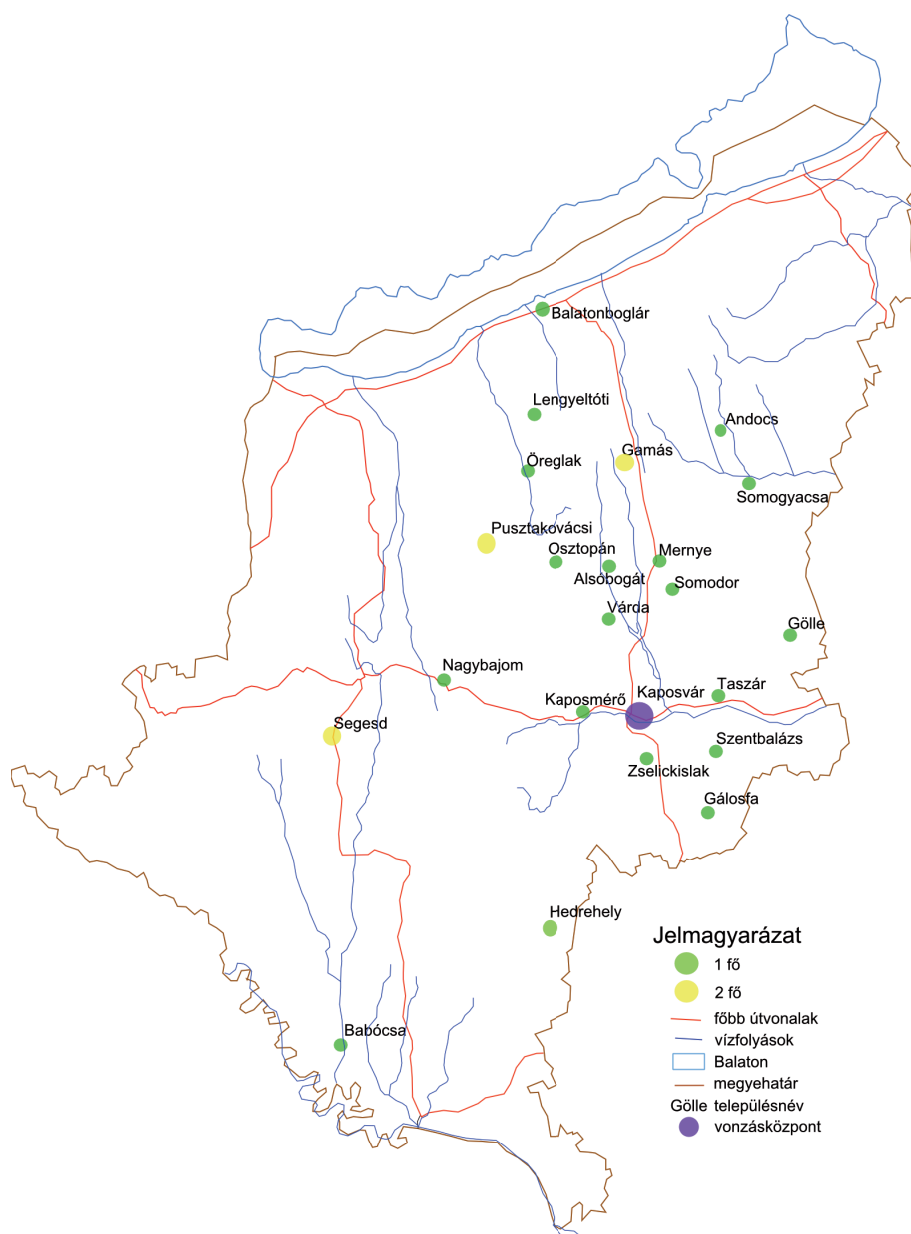 Balatonboglár
Lengyeltóti
Andocs
Gamás
Öreglak
Somogyacsa
Pusztakovácsi
Osztopán
Mernye
Alsóbogát
Somodor
Várda
Gölle
Nagybajom
Taszár
Kaposvár
Kaposmérő
Segesd
Szentbalázs
Zselickislak
Gálosfa
Hedrehely
Babócsa
Jelmagyarázat
1 fő
2 fő
főbb útvonalak
vízfolyások
Balaton
megyehatár
Gölle településnév
vonzásközpont